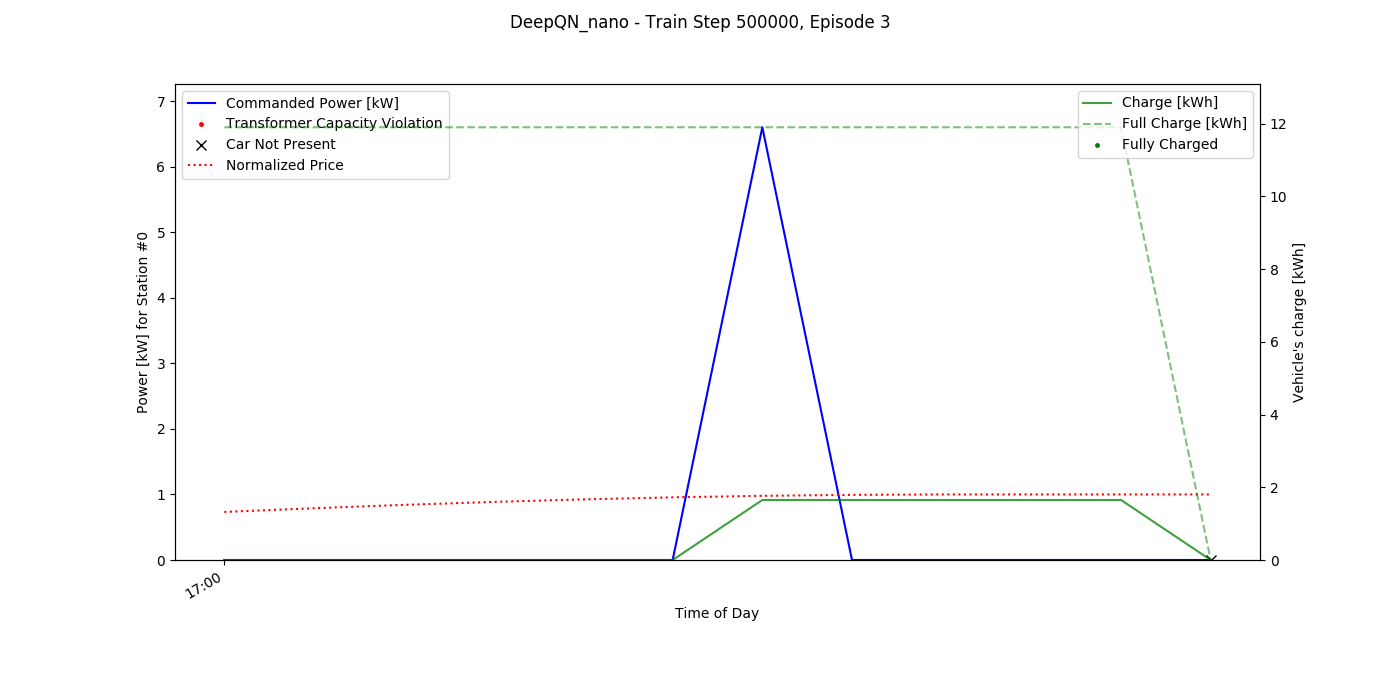 DeepQN_nano - Train Step 500000, Episode 3
Commanded Power [kW]
Transformer Capacity Violation
Car Not Present
Normalized Price
Charge [kWh]
Full Charge [kWh]
Fully Charged
7
6
5
4
3
2
1
0
Power [kW] for Station #0
12
10
8
6
4
2
0
Vehicle's charge [kWh]
17:00
Time of Day